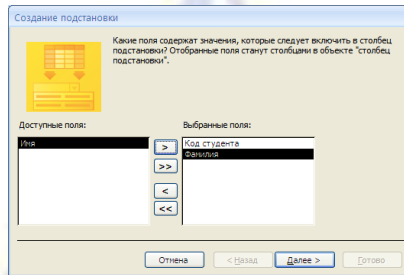 Создание подстановки
Какие поля содержат значения, которые следует включить в столбец
подстановки? Отобранные поля станут столбцами в объекте "столбец
подстановки".
Доступные поля:
Выбранные поля:
Имя
>
Код студента
Фамилия
>>
<
<<
Отмена
< Назад
Далее >
Готово